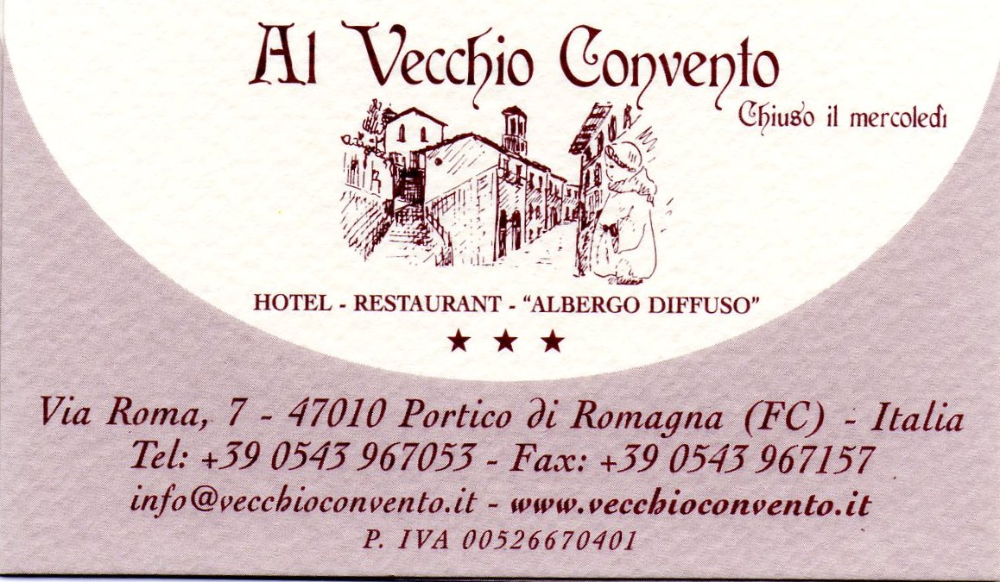 Al Vecchio Convento
Chiuso il mercoledì
HOTEL - RESTAURANT - “ALBERGO DIFFUSO”
★ ★ ★
Via Roma, 7 - 47010 Portico di Romagna (FC) - Italia
Tel: +39 0543 967053 - Fax: +39 0543 967157
info@vecchioconvento.it - www.vecchioconvento.it
P. IVA 00526670401